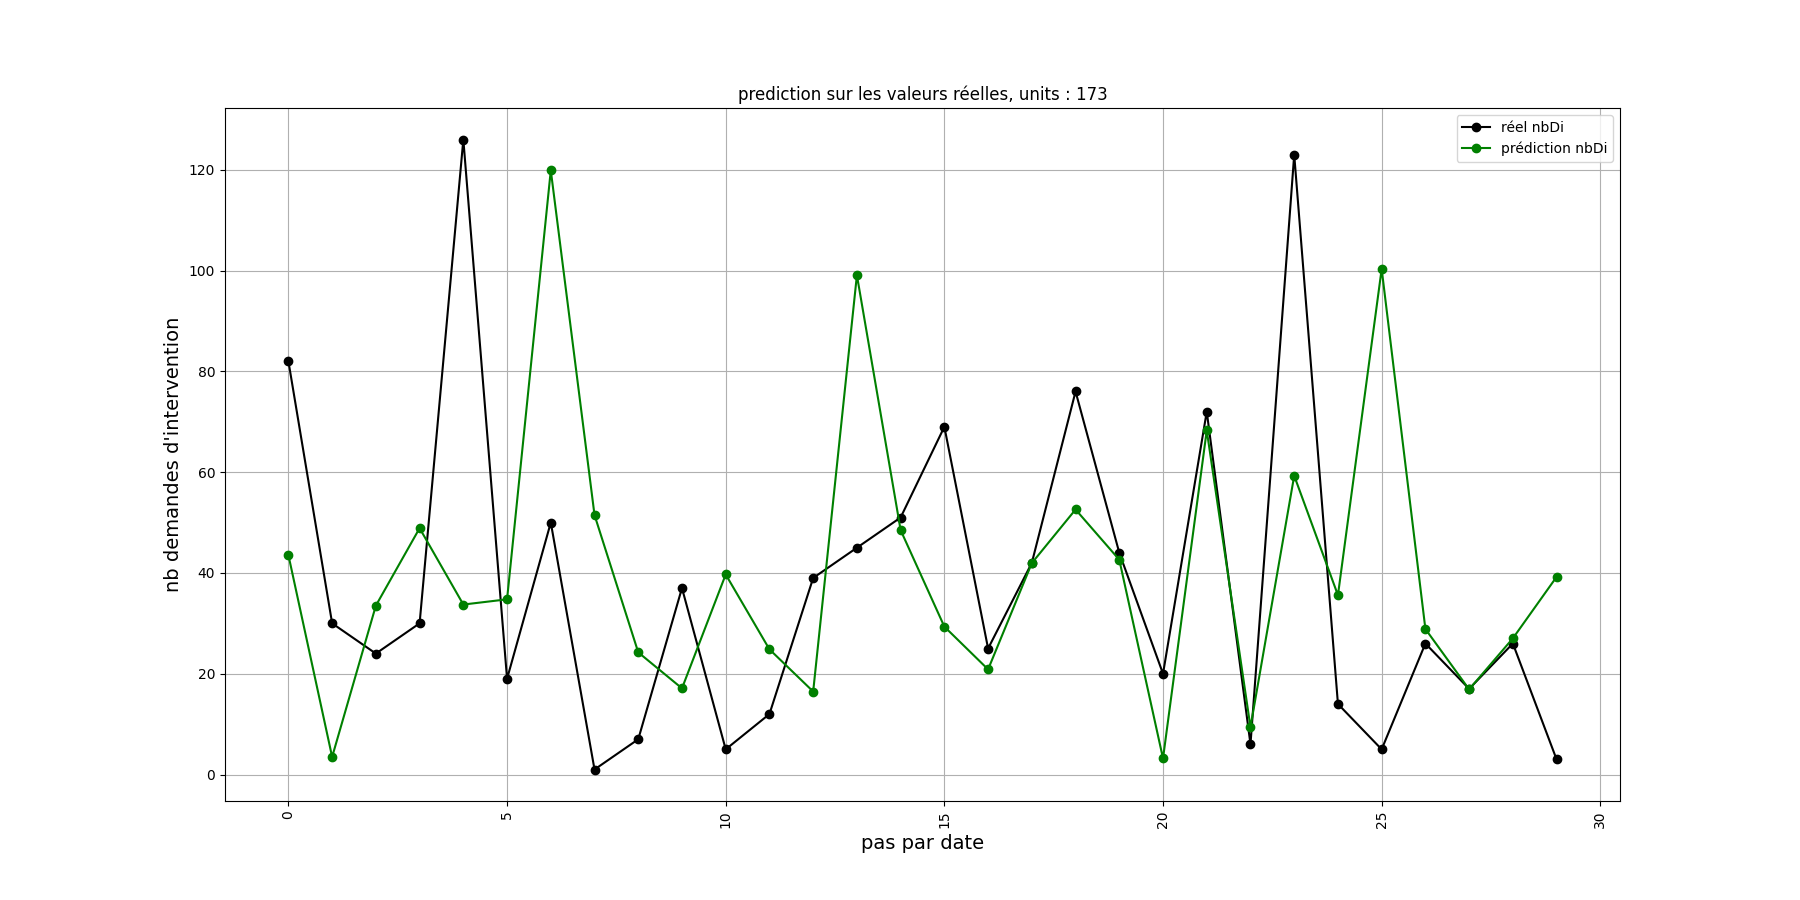 prediction sur les valeurs réelles, units : 173
réel nbDi
prédiction nbDi
nb demandes d'intervention
120
100
80
60
40
20
0
0
5
10
15
20
25
30
pas par date